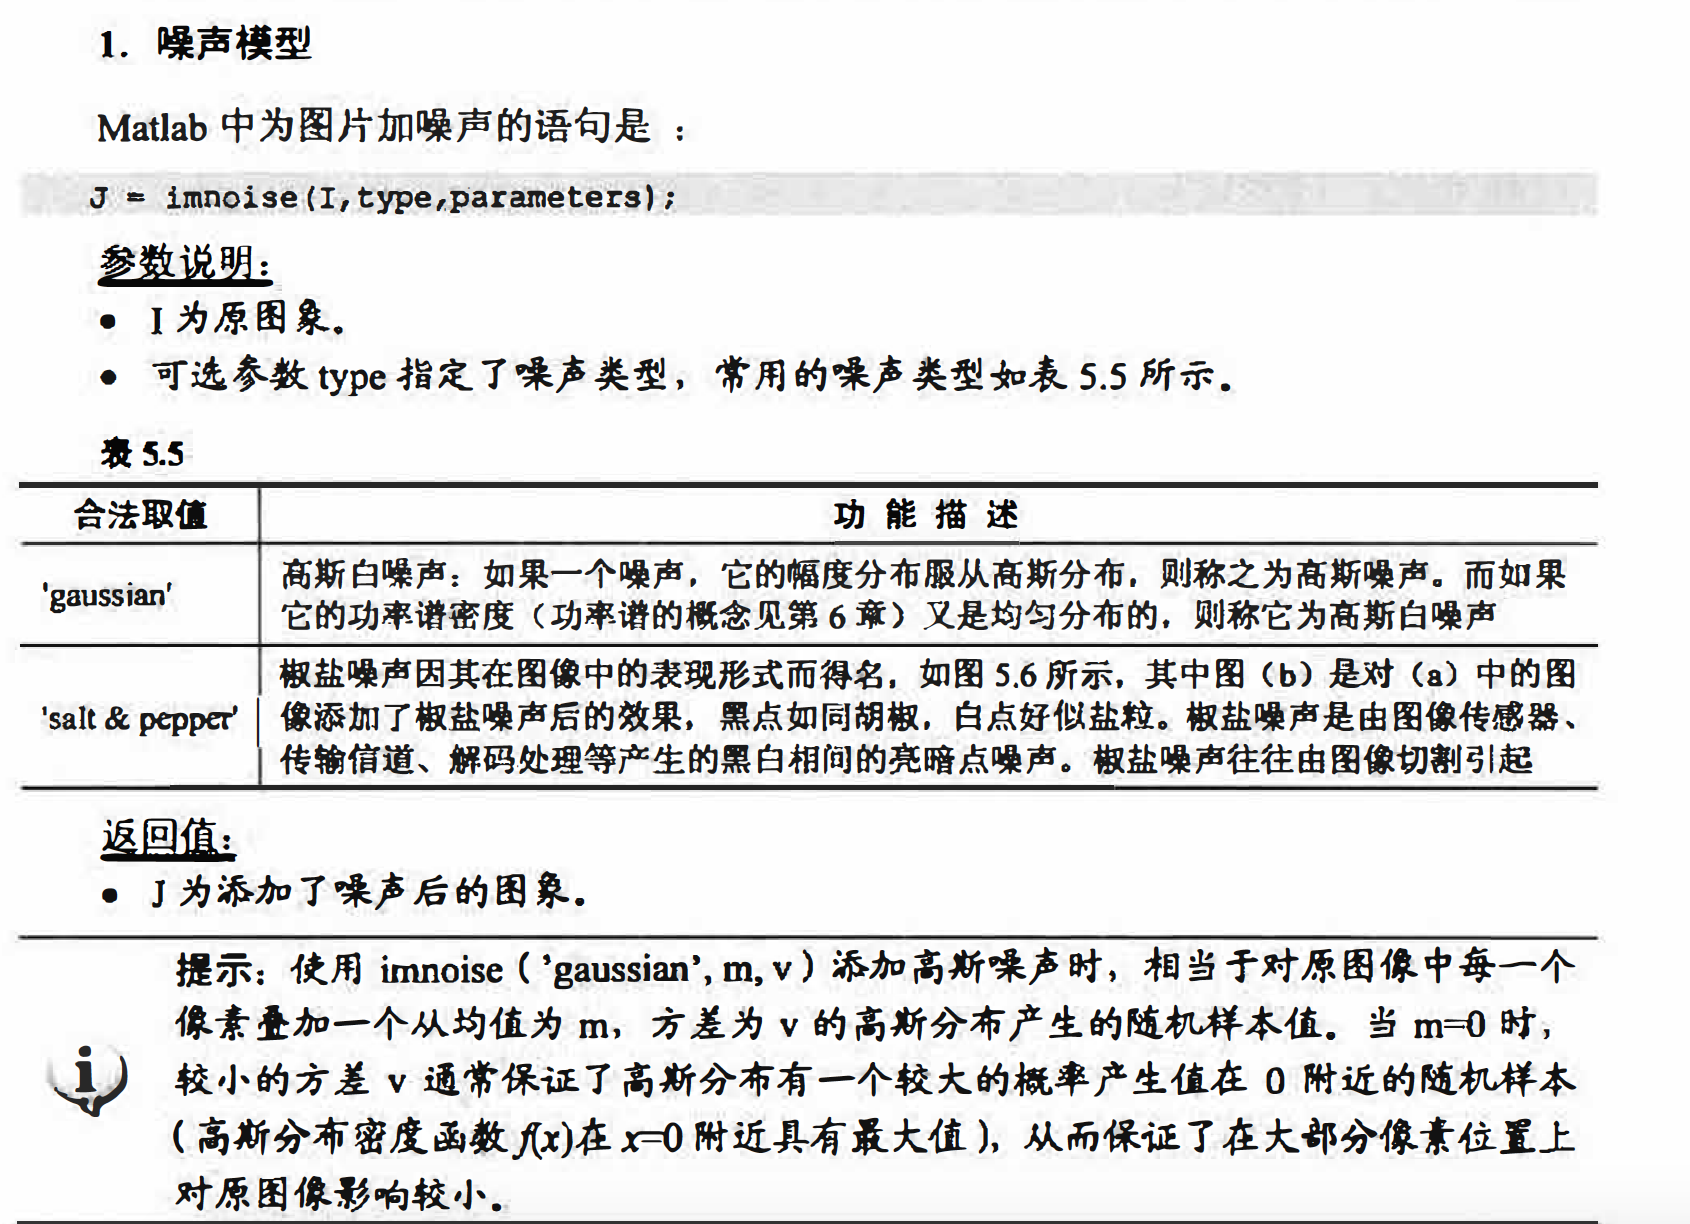 1. 噪声模型
Matlab 中为图片加噪声的语句是 ：
J = imnoise(I,type,parameters);
参数说明：
● I 为原图象。
● 可选参数 type 指定了噪声类型，常用的噪声类型如表 5.5 所示。
表 5.5
合法取值 功 能 描 述
'gaussian' 高斯白噪声：如果一个噪声，它的幅度分布服从高斯分布，则称之为高斯噪声。而如果
它的功率谱密度（功率谱的概念见第 6 章）又是均匀分布的，则称它为高斯白噪声
椒盐噪声因其在图像中的表现形式而得名，如图 5.6 所示，其中图（b）是对（a）中的图
'salt & pepper' 像添加了椒盐噪声后的效果，黑点如同胡椒，白点好似盐粒。椒盐噪声是由图像传感器、
传输信道、解码处理等产生的黑白相间的亮暗点噪声。椒盐噪声往往由图像切割引起
返回值：
● J 为添加了噪声后的图象。
提示：使用 imnoise（’gaussian’, m, v）添加高斯噪声时，相当于对原图像中每一个
像素叠加一个从均值为 m，方差为 v 的高斯分布产生的随机样本值。当 m=0 时，
较小的方差 v 通常保证了高斯分布有一个较大的概率产生值在 0 附近的随机样本
（高斯分布密度函数 f(x)在 x=0 附近具有最大值），从而保证了在大部分像素位置上
对原图像影响较小。